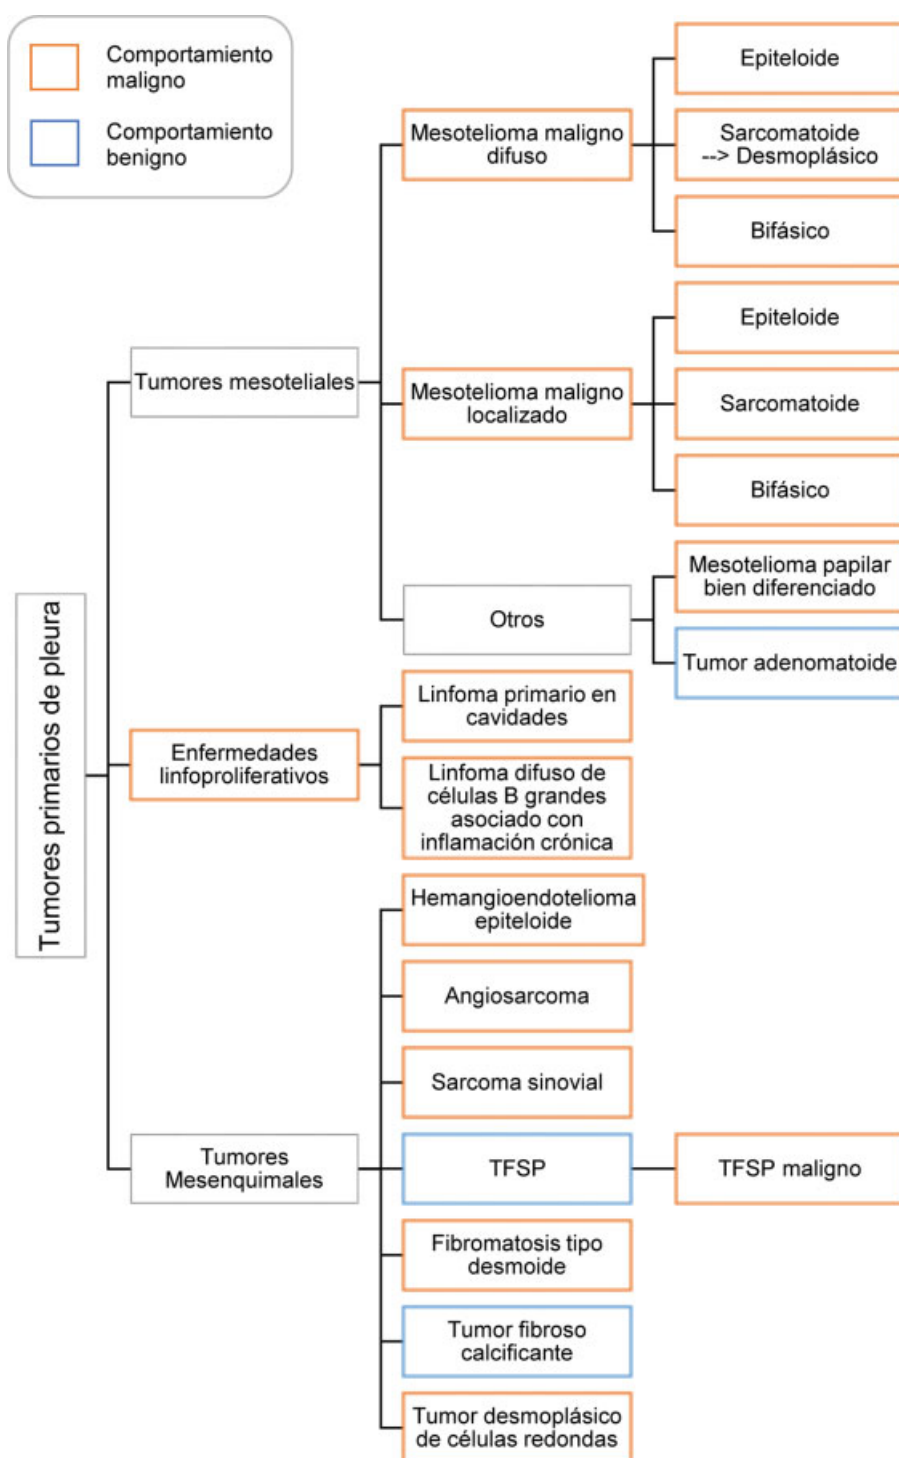 Comportamiento
maligno
Comportamiento
benigno
Tumores primarios de pleura
Tumores mesoteliales
Mesotelioma maligno
difuso
Epiteloide
Sarcomatoide
--> Desmoplásico
Bifásico
Mesotelioma maligno
localizado
Epiteloide
Sarcomatoide
Bifásico
Otros
Mesotelioma papilar
bien diferenciado
Tumor adenomatoide
Enfermedades
linfoproliferativos
Linfoma primario en
cavidades
Linfoma difuso de
células B grandes
asociado con
inflamación crónica
Tumores
Mesenquimales
Hemangioendotelioma
epiteloide
Angiosarcoma
Sarcoma sinovial
TFSP
TFSP maligno
Fibromatosis tipo
desmoide
Tumor fibroso
calcificante
Tumor desmoplásico
de células redondas